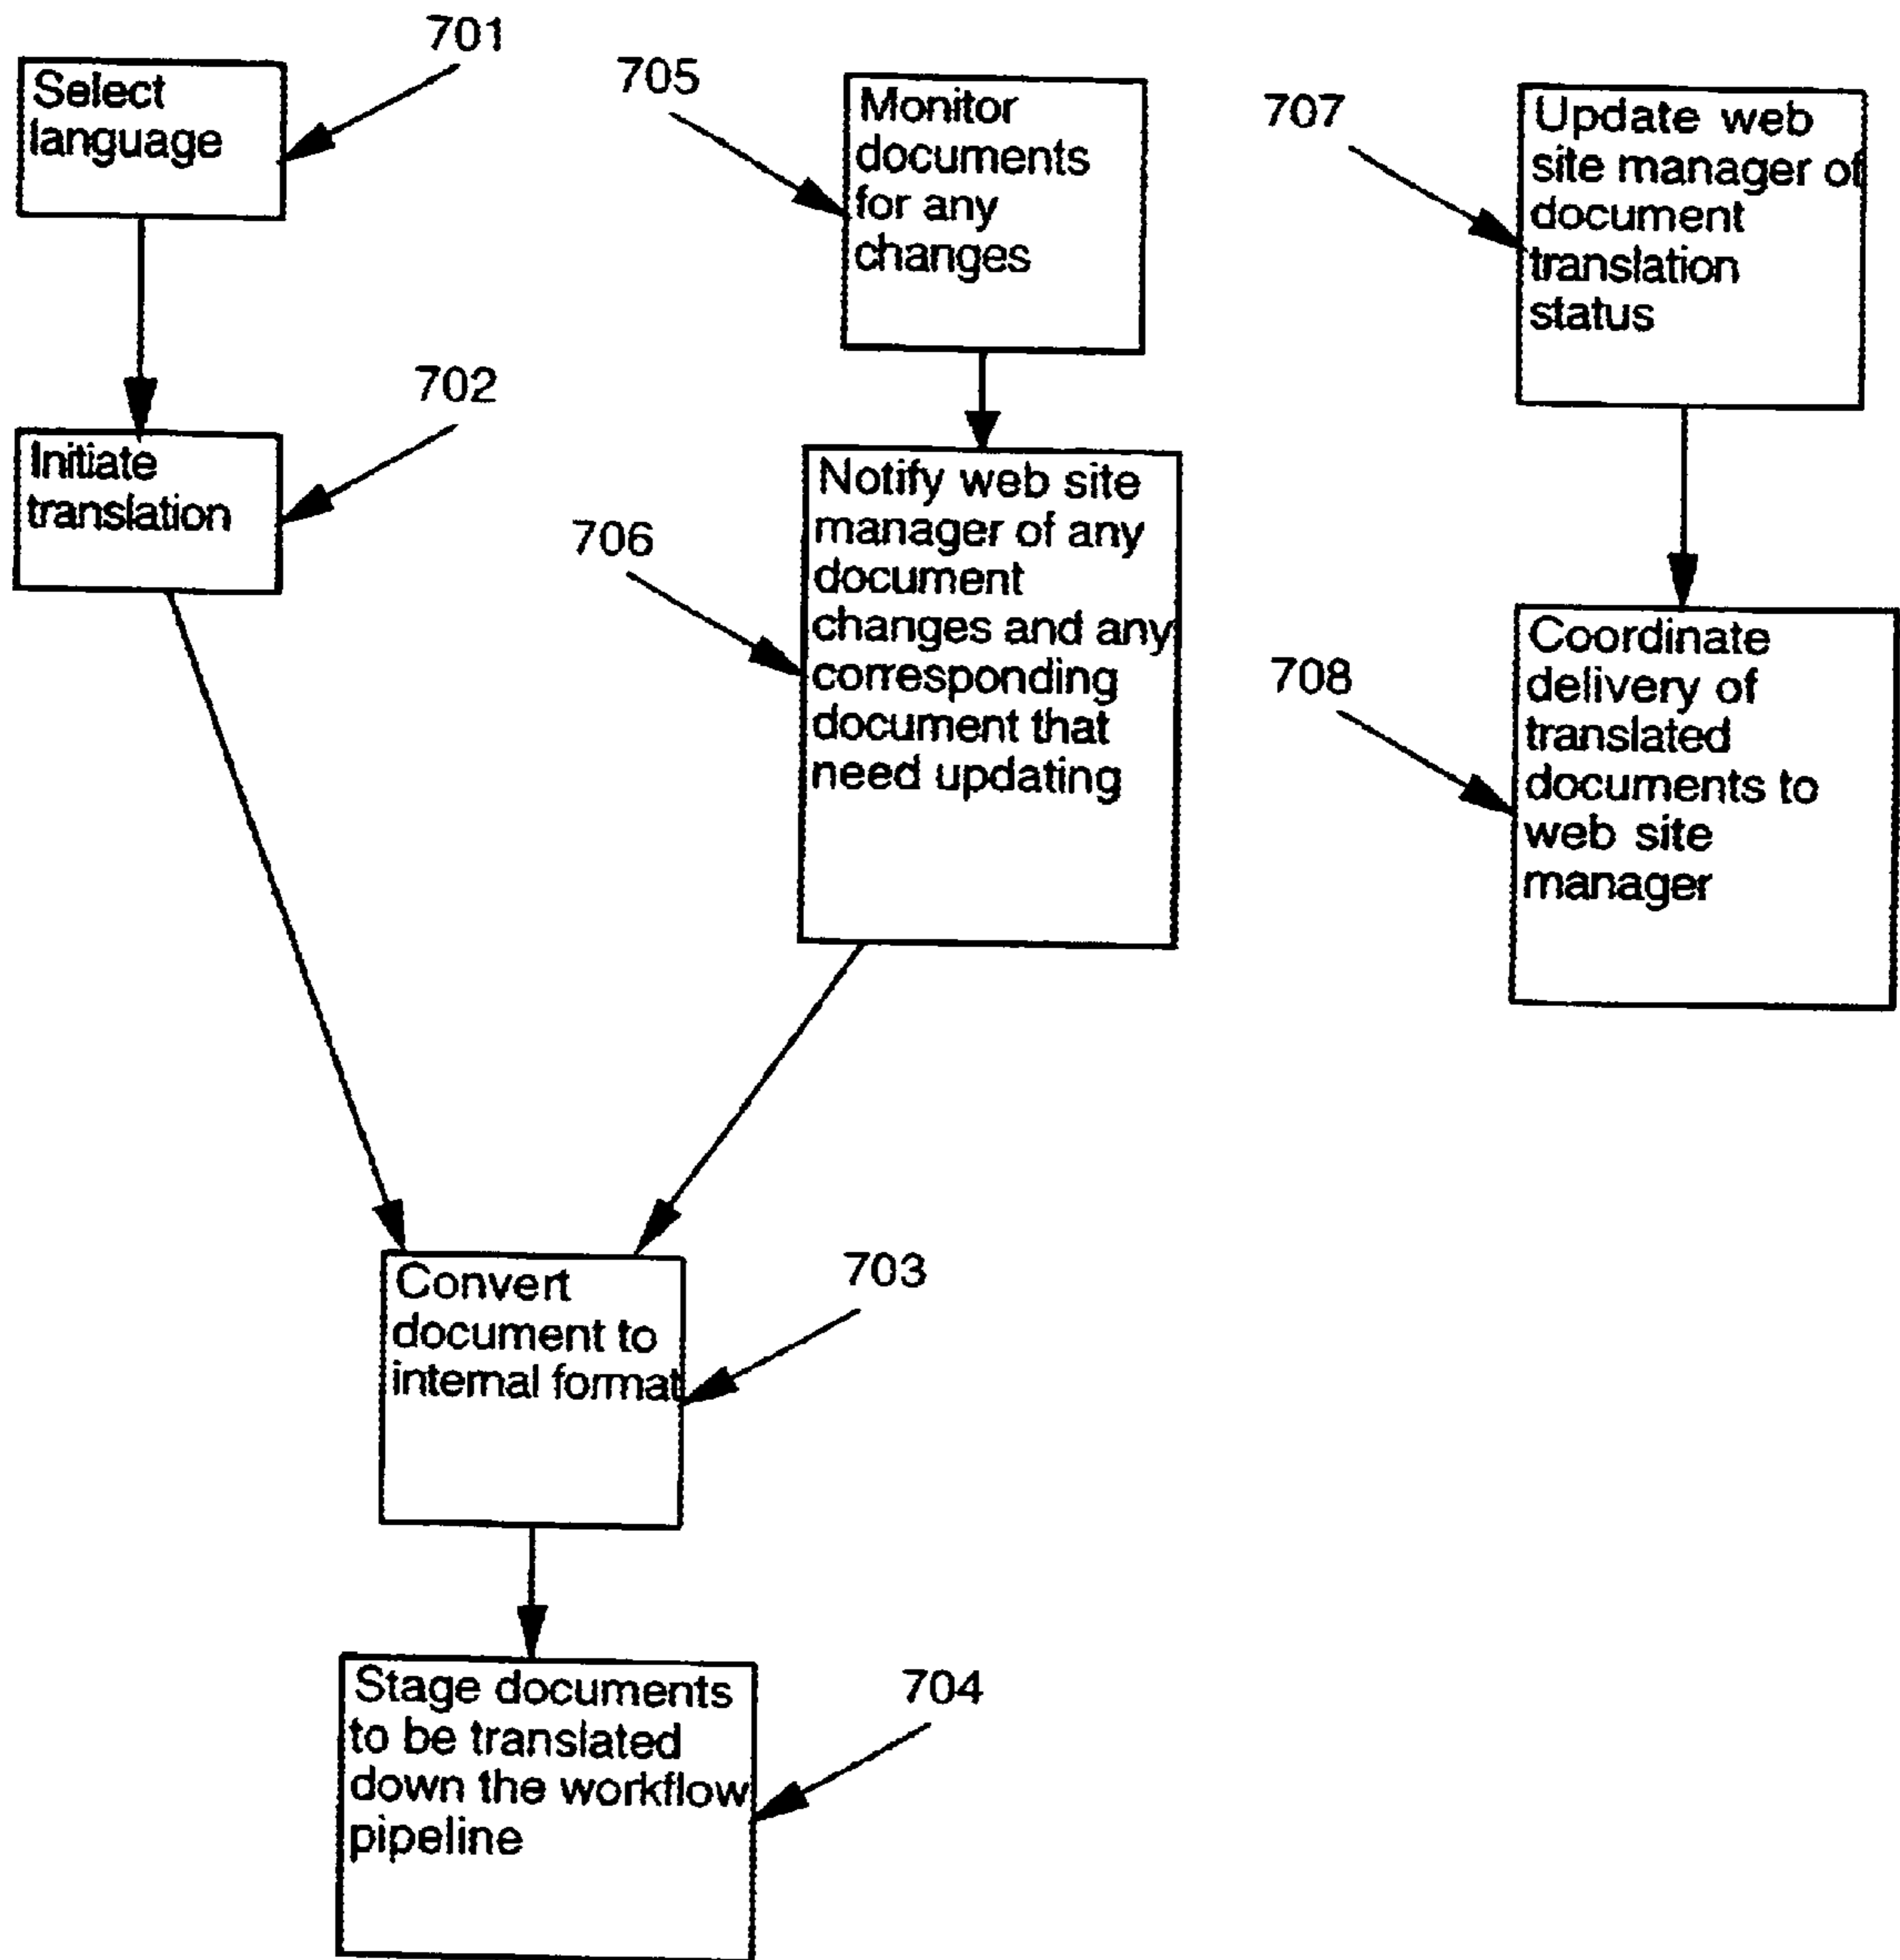 701
Select
language
702
Initiate
translation
705
Monitor
documents
for any
changes
706
Notify web site
manager of any
document
changes and any
corresponding
document that
need updating
703
Convert
document to
internal format
704
Stage documents
to be translated
down the workflow
pipeline
707
Update web
site manager of
document
translation
status
708
Coordinate
delivery of
translated
documents to
web site
manager